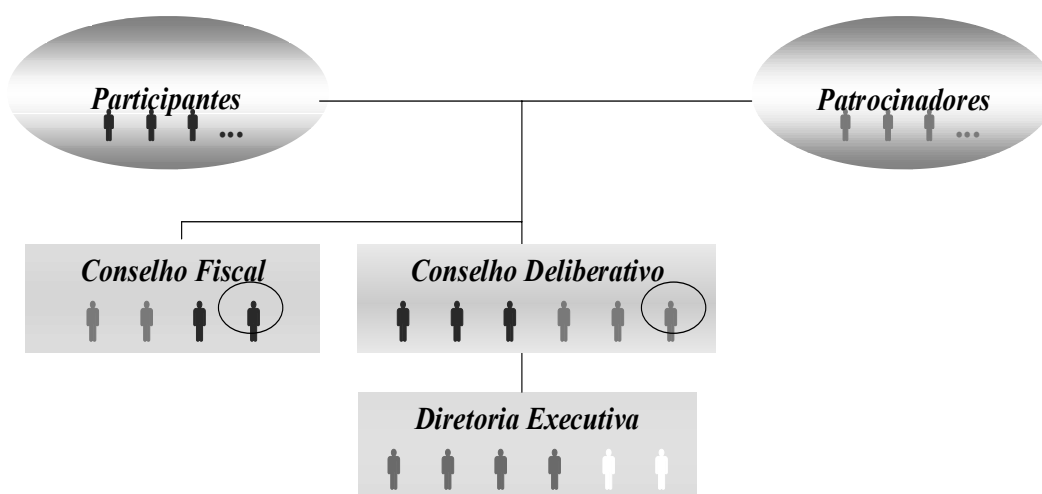 Participantes
...
Patrocinadores
...
Conselho Fiscal
Conselho Deliberativo
Diretoria Executiva